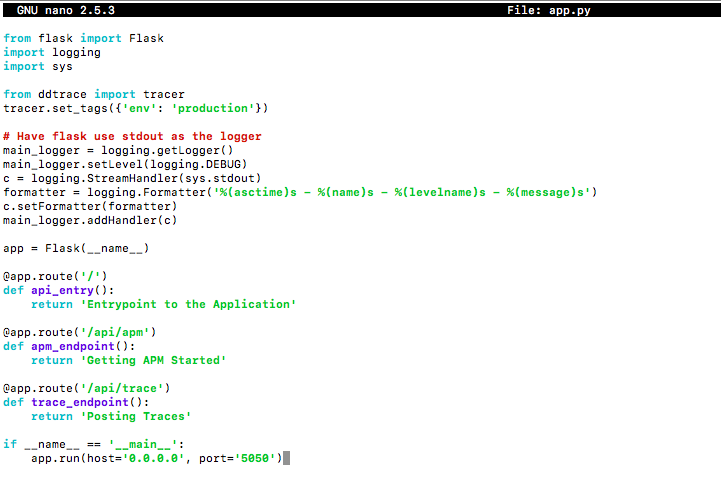 GNU nano 2.5.3 File: app.py
from flask import Flask
import logging
import sys
from ddtrace import tracer
tracer.set_tags({'env': 'production'})
# Have flask use stdout as the logger
main_logger = logging.getLogger()
main_logger.setLevel(logging.DEBUG)
c = logging.StreamHandler(sys.stdout)
formatter = logging.Formatter('%(asctime)s - %(name)s - %(levelname)s - %(message)s')
c.setFormatter(formatter)
main_logger.addHandler(c)
app = Flask(__name__)
@app.route('/')
def api_entry():
    return 'Entrypoint to the Application'
@app.route('/api/apm')
def apm_endpoint():
    return 'Getting APM Started'
@app.route('/api/trace')
def trace_endpoint():
    return 'Posting Traces'
if __name__ == '__main__':
    app.run(host='0.0.0.0', port='5050')